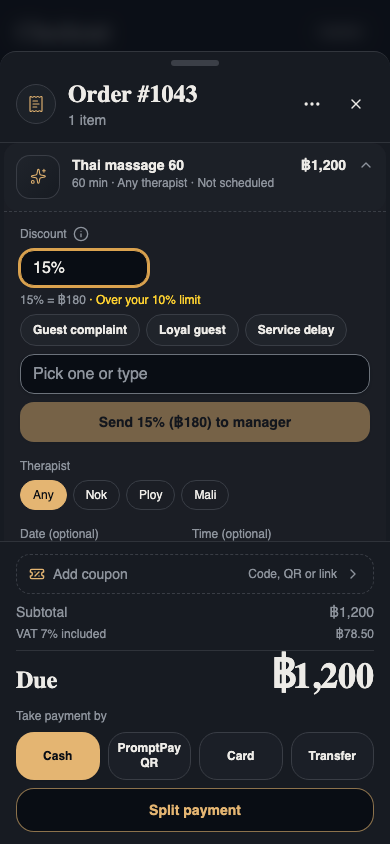 Order #1043
1 item
Thai massage 60
฿1,200
60 min · Any therapist · Not scheduled
Discount
15%
15% = ฿180 · Over your 10% limit
Guest complaint
Loyal guest
Service delay
Pick one or type
Send 15% (฿180) to manager
Therapist
Any
Nok
Ploy
Mali
Date (optional)
Time (optional)
Add coupon
Code, QR or link
Subtotal
฿1,200
VAT 7% included
฿78.50
Due
฿1,200
Take payment by
Cash
PromptPay
QR
Card
Transfer
Split payment